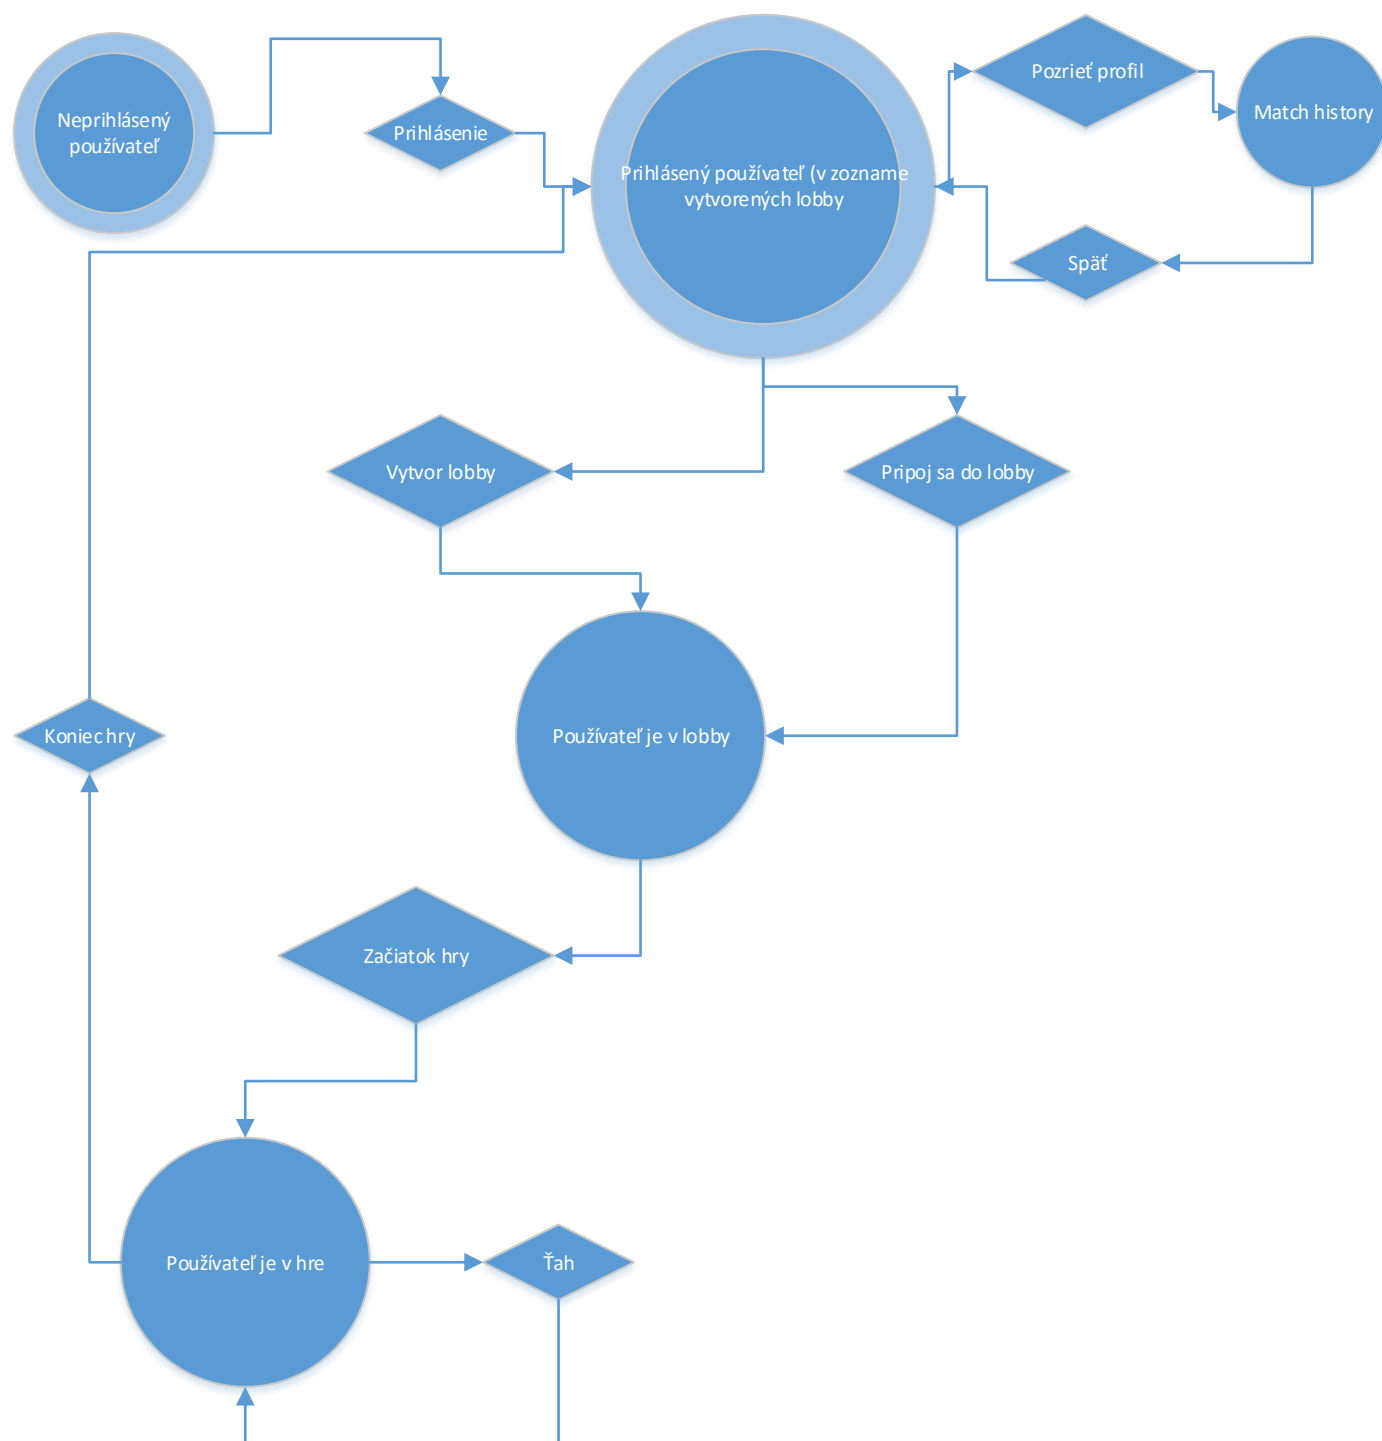 Neprihlásený
používateľ
Prihlásenie
Prihlásený používateľ (v zozname
vytvorených lobby
Pozrieť profil
Match history
Späť
Vytvor lobby
Pripoj sa do lobby
Používateľ je v lobby
Koniec hry
Začiatok hry
Používateľ je v hre
Ťah